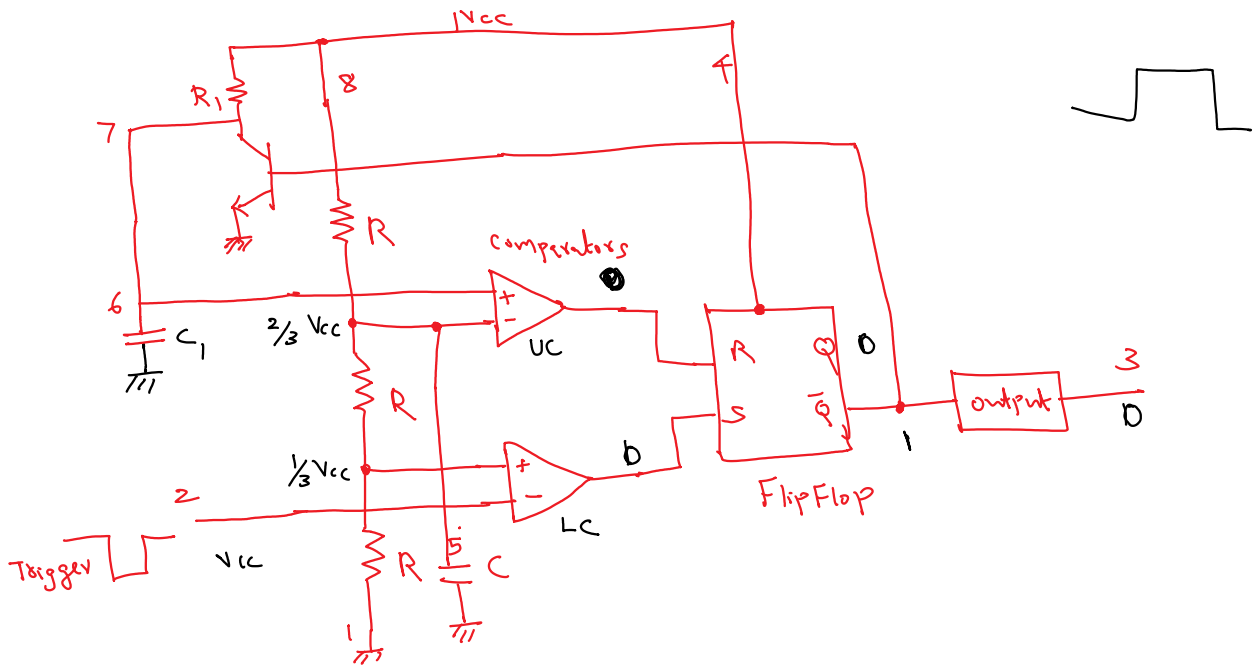 Vcc
4
8
R1
7
R
Comparators
6
+
-
2/3 Vcc
C1
UC
R
Q
0
3
R
Q̄
output
S
1
0
1/3 Vcc
+
0
-
2
FlipFlop
LC
Trigger
Vcc
R
5
C
1